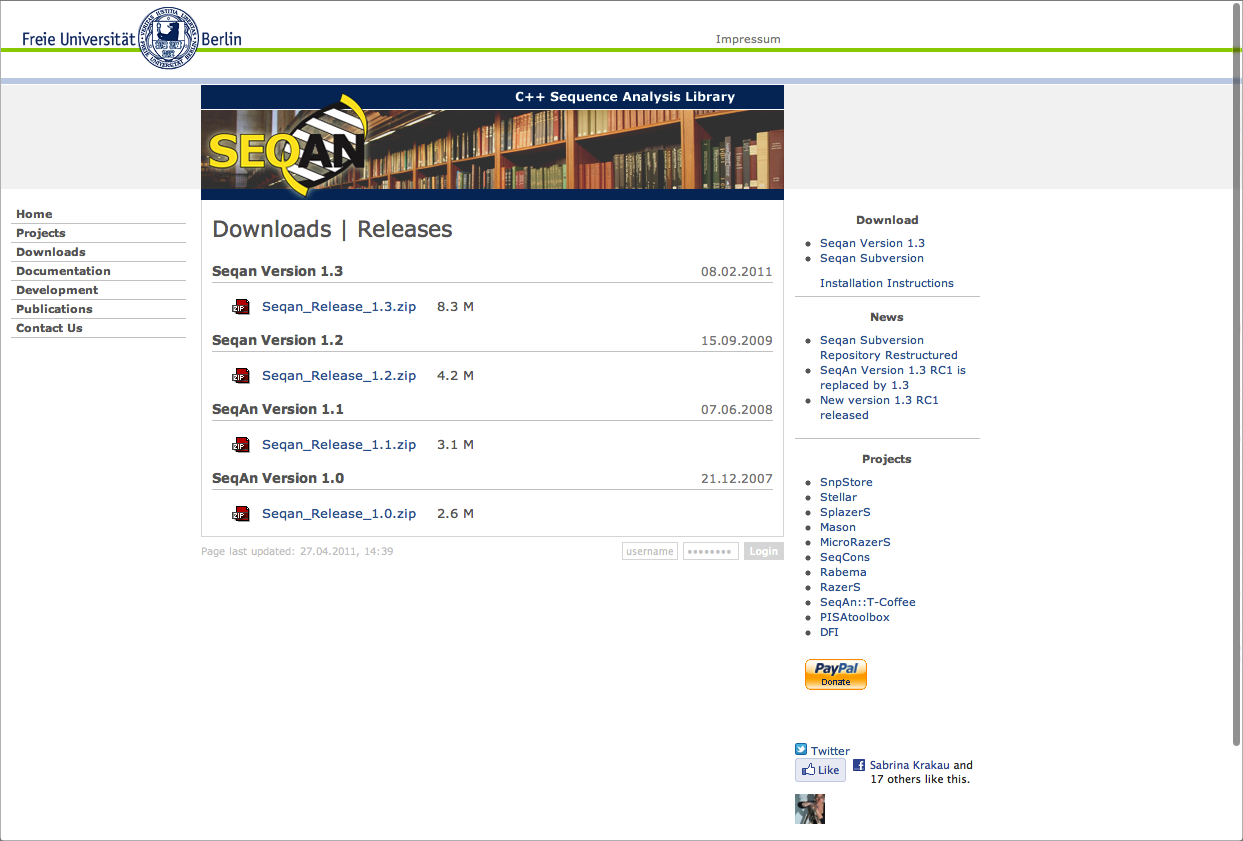 Freie Universität Berlin
Impressum
C++ Sequence Analysis Library
SEQAN
Home
Projects
Downloads
Documentation
Development
Publications
Contact Us
Downloads | Releases
Seqan Version 1.3 08.02.2011
ZIP Seqan_Release_1.3.zip 8.3 M
Seqan Version 1.2 15.09.2009
ZIP Seqan_Release_1.2.zip 4.2 M
SeqAn Version 1.1 07.06.2008
ZIP Seqan_Release_1.1.zip 3.1 M
SeqAn Version 1.0 21.12.2007
ZIP Seqan_Release_1.0.zip 2.6 M
Page last updated: 27.04.2011, 14:39 username •••••••• Login
Download
Seqan Version 1.3
Seqan Subversion
Installation Instructions
News
Seqan Subversion
Repository Restructured
SeqAn Version 1.3 RC1 is
replaced by 1.3
New version 1.3 RC1
released
Projects
SnpStore
Stellar
SplazerS
Mason
MicroRazerS
SeqCons
Rabema
RazerS
SeqAn::T-Coffee
PISAtoolbox
DFI
PayPal
Donate
Twitter
Like Sabrina Krakau and
17 others like this.